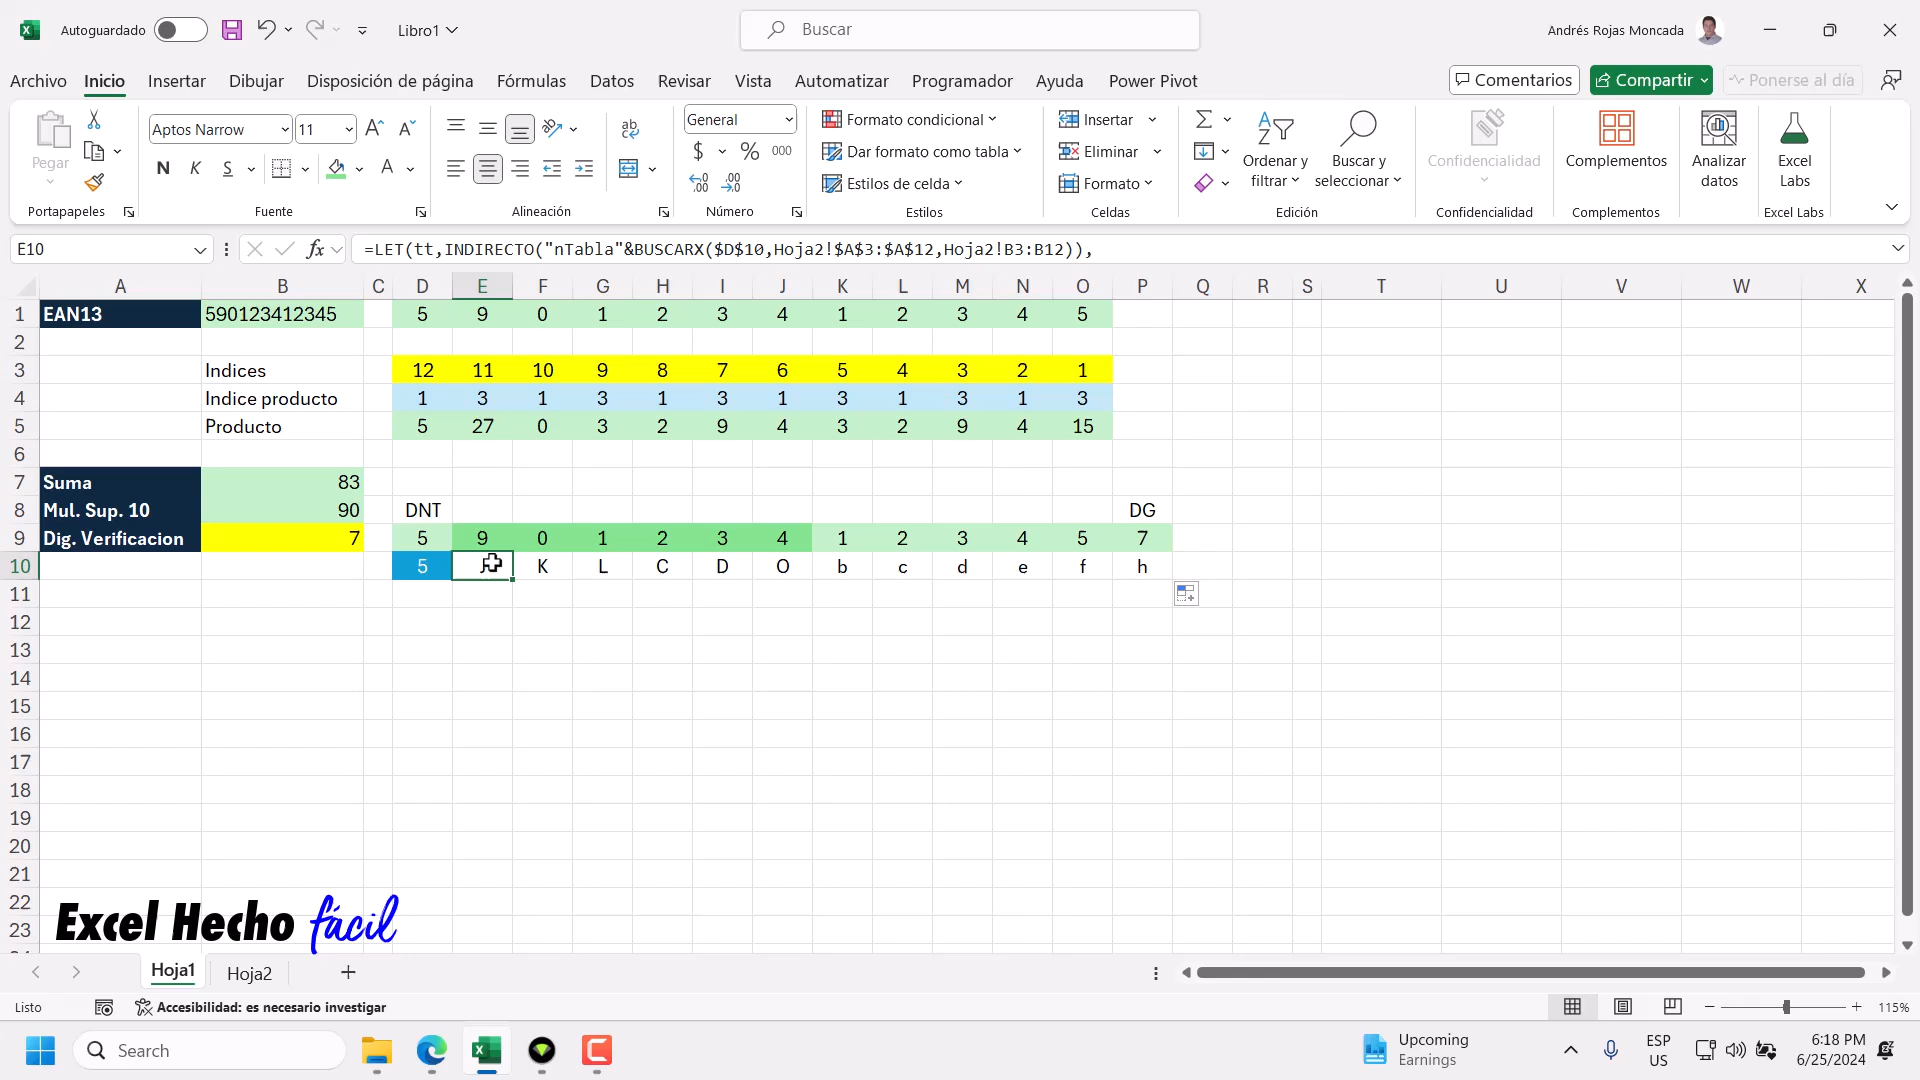 Autoguardado
Libro1
Buscar
Andrés Rojas Moncada
Archivo Inicio Insertar Dibujar Disposición de página Fórmulas Datos Revisar Vista Automatizar Programador Ayuda Power Pivot
Comentarios Compartir Ponerse al día
Pegar
Portapapeles
Aptos Narrow 11
N K S
Fuente
ab
Alineación
General
$ % 000
Número
Formato condicional
Dar formato como tabla
Estilos de celda
Estilos
Insertar
Eliminar
Formato
Celdas
Ordenar y filtrar
Buscar y seleccionar
Edición
Confidencialidad
Confidencialidad
Complementos
Complementos
Analizar datos
Excel Labs
Excel Labs
E10 fx =LET(tt,INDIRECTO("nTabla"&BUSCARX($D$10,Hoja2!$A$3:$A$12,Hoja2!B3:B12)),
A B C D E F G H I J K L M N O P Q R S T U V W X
1 EAN13 590123412345 5 9 0 1 2 3 4 1 2 3 4 5
2
3 Indices 12 11 10 9 8 7 6 5 4 3 2 1
4 Indice producto 1 3 1 3 1 3 1 3 1 3 1 3
5 Producto 5 27 0 3 2 9 4 3 2 9 4 15
6
7 Suma 83
8 Mul. Sup. 10 90 DNT DG
9 Dig. Verificacion 7 5 9 0 1 2 3 4 1 2 3 4 5 7
10 5 K L C D O b c d e f h
11
12
13
14
15
16
17
18
19
20
21
22
23
Excel Hecho fácil
Hoja1 Hoja2
Listo Accesibilidad: es necesario investigar 115%
Search
Upcoming
Earnings
ESP
US
6:18 PM
6/25/2024